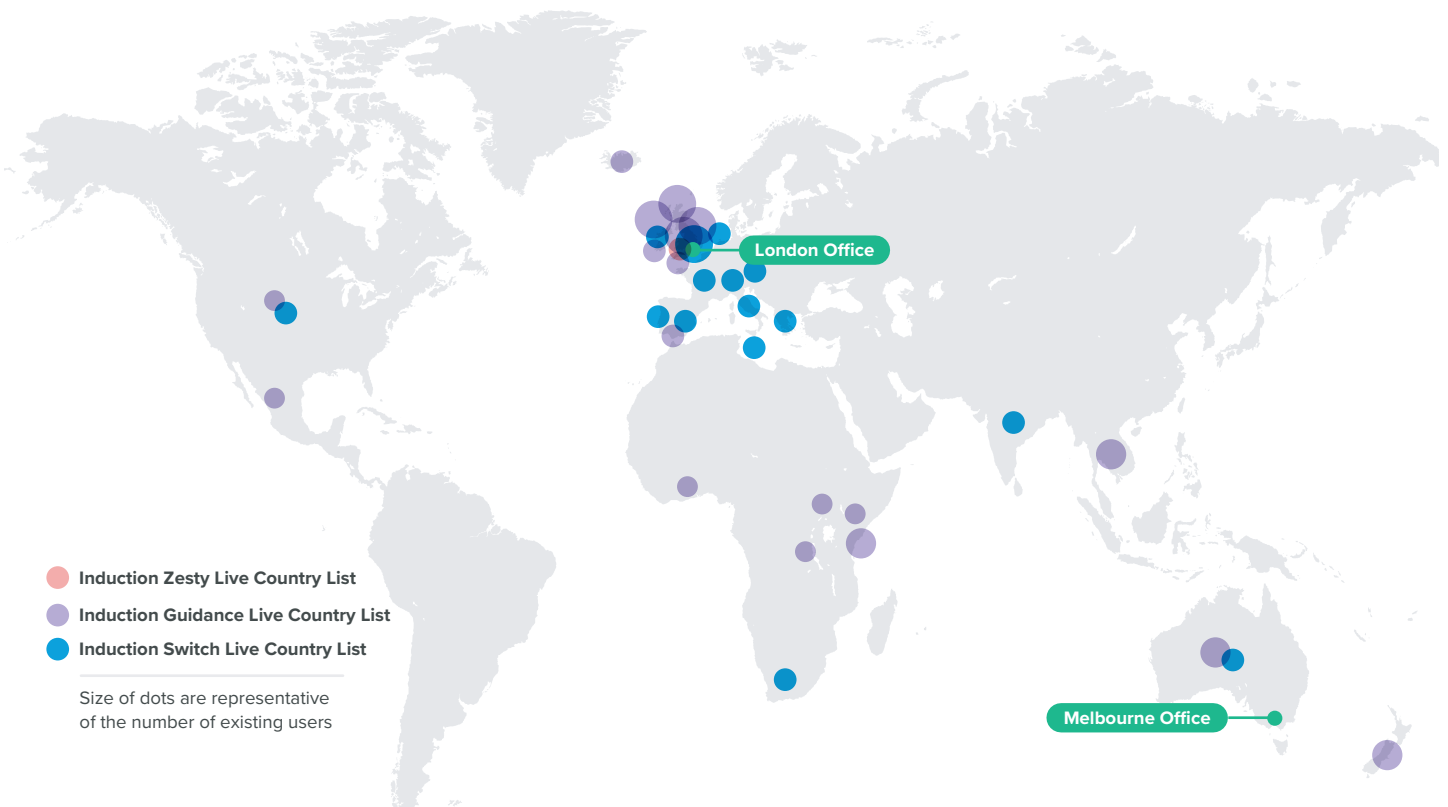 London Office
Induction Zesty Live Country List
Induction Guidance Live Country List
Induction Switch Live Country List
Size of dots are representative
of the number of existing users
Melbourne Office